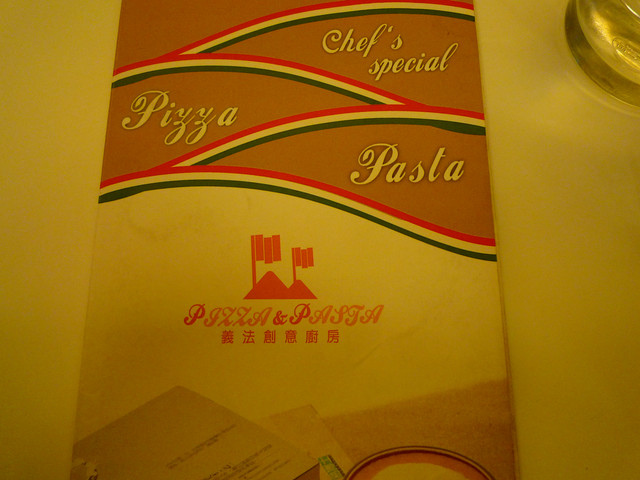 Chef's
special
Pizza
Pasta
PIZZA & PASTA
義法創意廚房